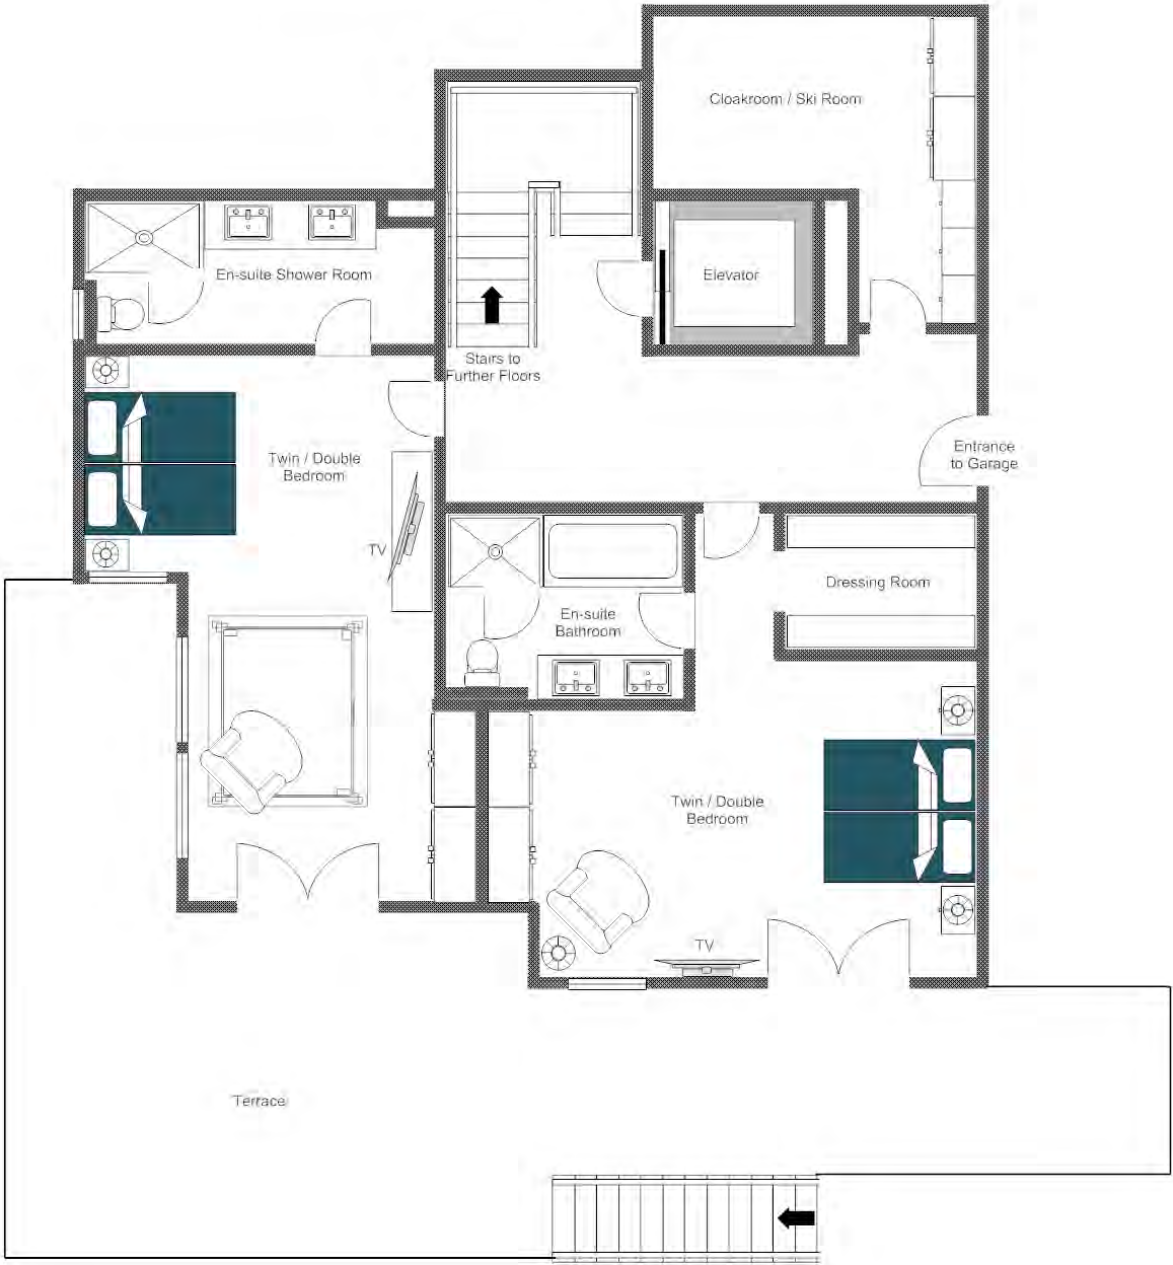 Cloakroom / Ski Room
En-suite Shower Room
Elevator
Stairs to
Further Floors
Twin / Double
Bedroom
Entrance
to Garage
TV
Dressing Room
En-suite
Bathroom
Twin / Double
Bedroom
TV
Terrace